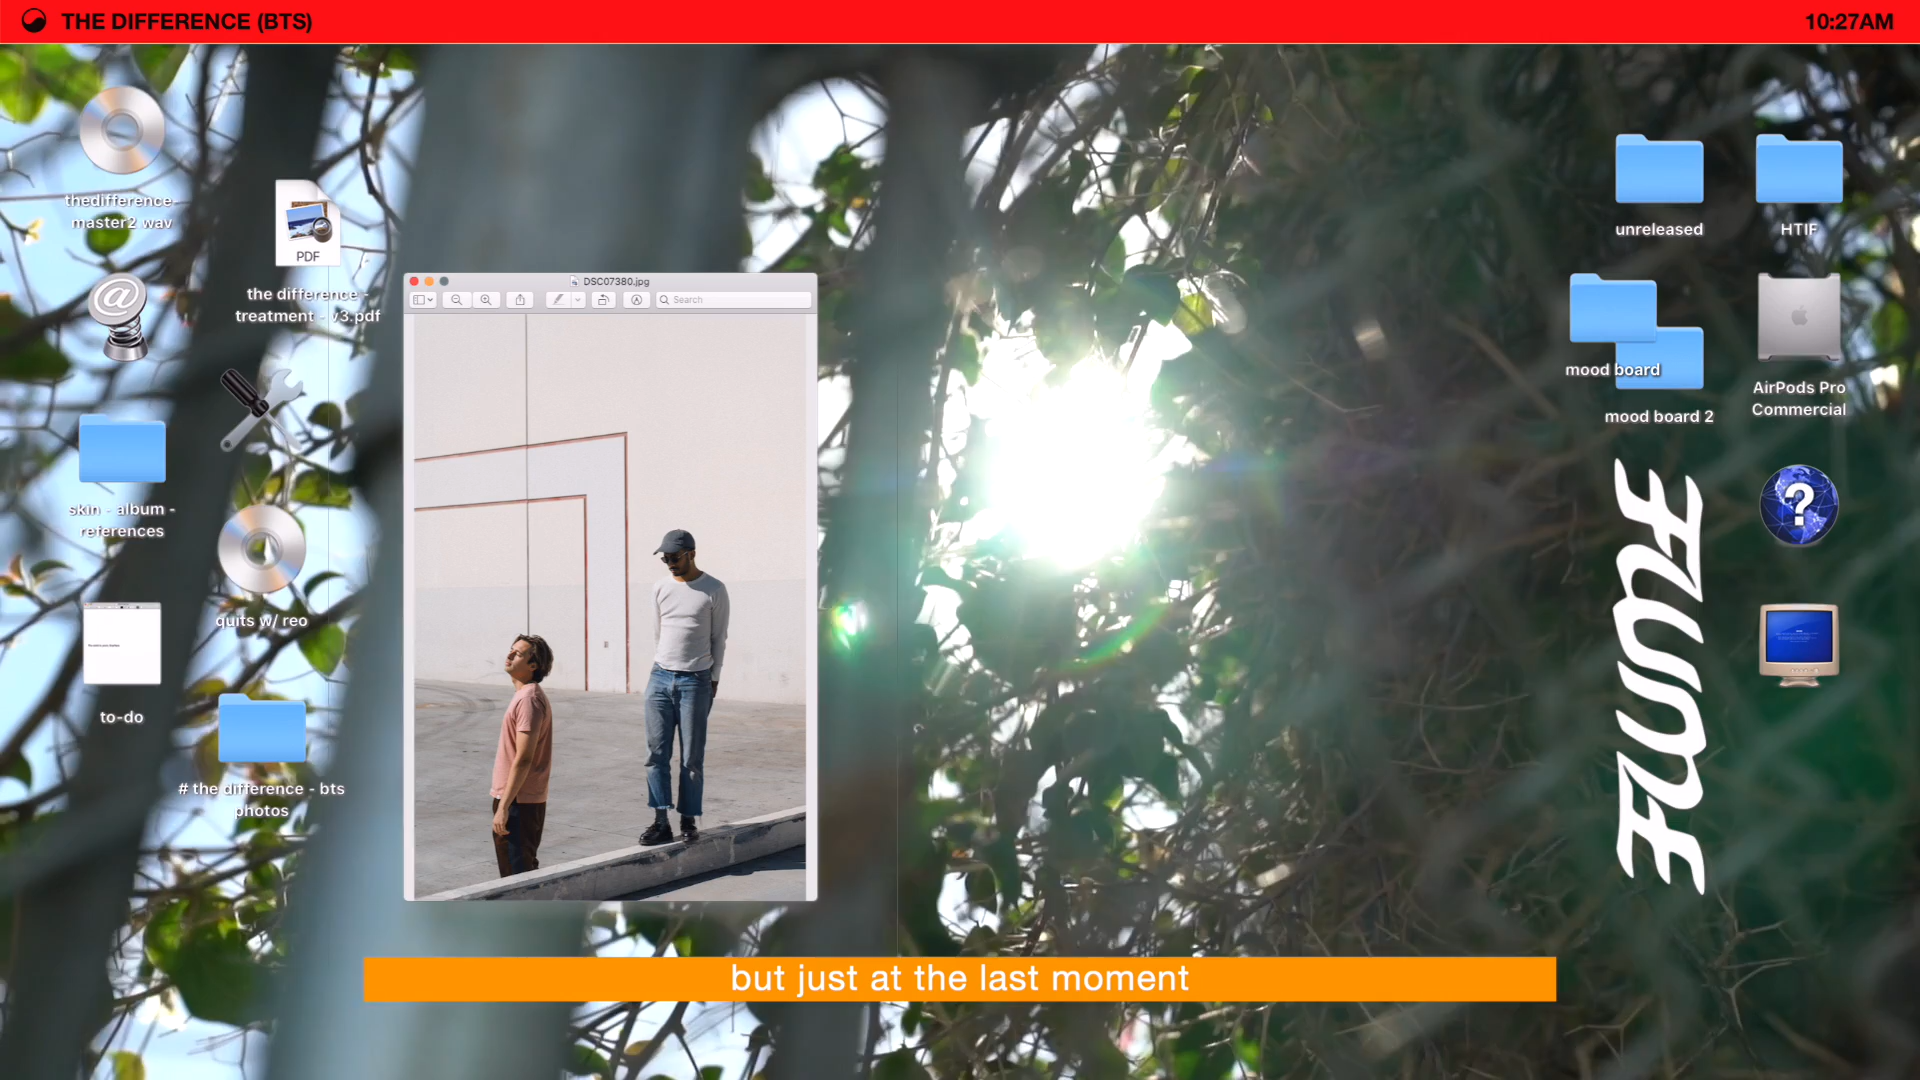 THE DIFFERENCE (BTS)
10:27AM
thedifference-
master2 wav
PDF
the difference -
treatment - v3.pdf
@
skin - album -
references
quits w/ reo
to-do
# the difference - bts
photos
DSC07380.jpg
Search
unreleased
HTIF
mood board
mood board 2
AirPods Pro
Commercial
?
FUME
but just at the last moment